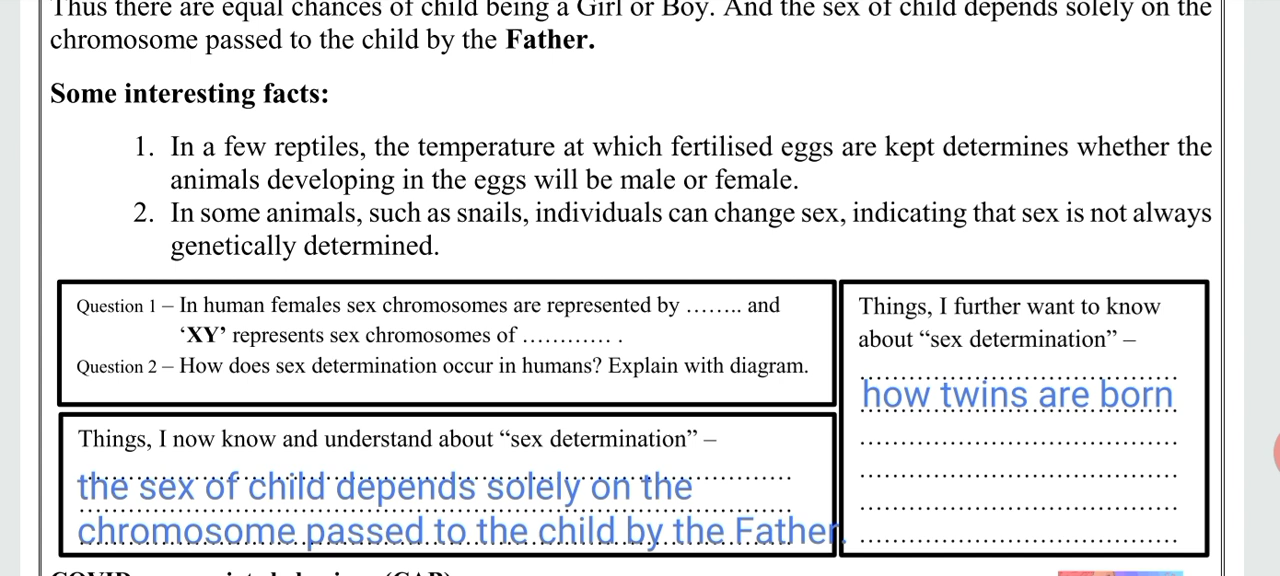 Thus there are equal chances of child being a Girl or Boy. And the sex of child depends solely on the
chromosome passed to the child by the Father.
Some interesting facts:
1. In a few reptiles, the temperature at which fertilised eggs are kept determines whether the
animals developing in the eggs will be male or female.
2. In some animals, such as snails, individuals can change sex, indicating that sex is not always
genetically determined.
Question 1 – In human females sex chromosomes are represented by …….. and
‘XY’ represents sex chromosomes of ………… .
Question 2 – How does sex determination occur in humans? Explain with diagram.
Things, I now know and understand about “sex determination” –
the sex of child depends solely on the
chromosome passed to the child by the Father.
Things, I further want to know
about “sex determination” –
how twins are born